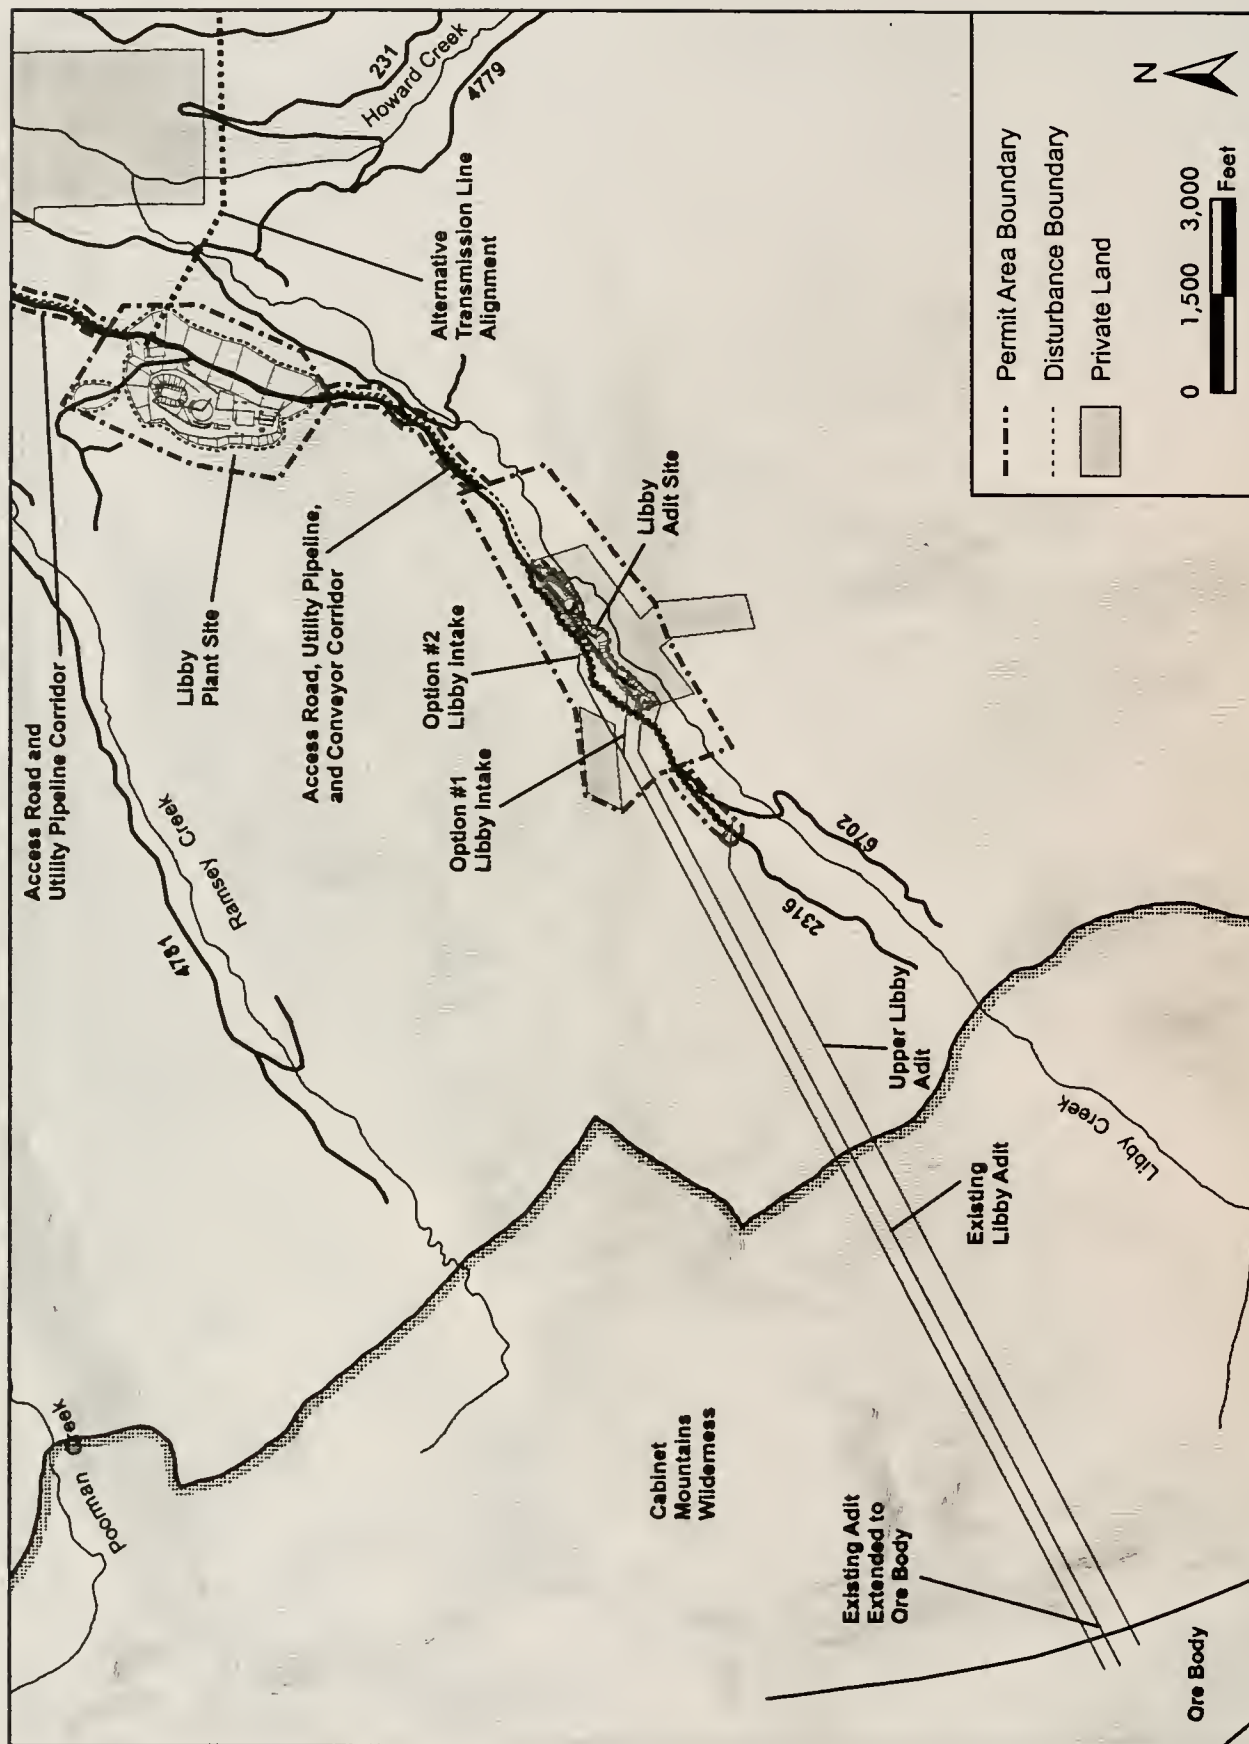 Access Road and
Utility Pipeline Corridor
Libby
Plant Site
Access Road, Utility Pipeline,
and Conveyor Corridor
Option #2
Libby Intake
Option #1
Libby Intake
Libby
Adit Site
Alternative
Transmission Line
Alignment
231
Howard Creek
4779
Ramsey Creek
4781
6702
2316
Upper Libby
Adit
Existing
Libby Adit
Libby Creek
Poorman
Creek
Cabinet
Mountains
Wilderness
Existing Adit
Extended to
Ore Body
Ore Body
N
Permit Area Boundary
Disturbance Boundary
Private Land
0 1,500 3,000
Feet